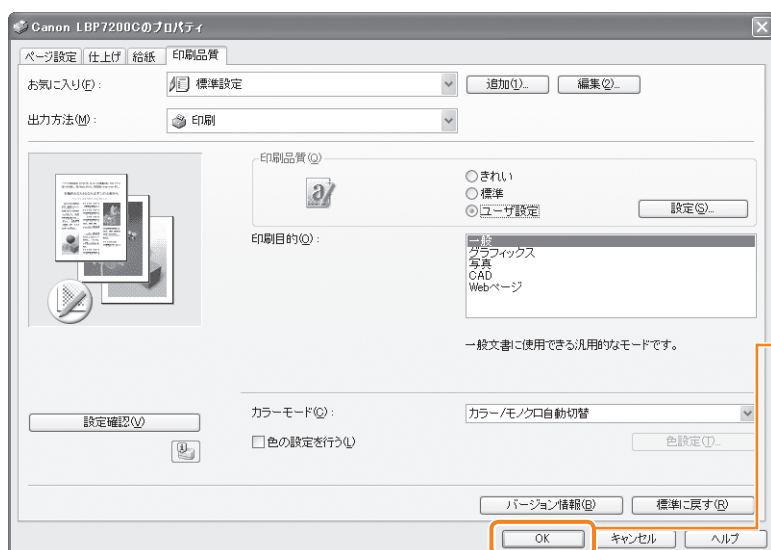 Canon LBP7200Cのプロパティ
ページ設定 仕上げ 給紙 印刷品質
お気に入り(F): 標準設定 追加(1)... 編集(2)...
出力方法(M): 印刷
印刷品質(Q)
きれい
標準
ユーザ設定 設定(S)...
印刷目的(O):
一般
グラフィックス
写真
CAD
Webページ
一般文書に使用できる汎用的なモードです。
設定確認(V)
カラーモード(C): カラー/モノクロ自動切替
色の設定を行う(L) 色設定(T)...
バージョン情報(B) 標準に戻す(R)
OK キャンセル ヘルプ